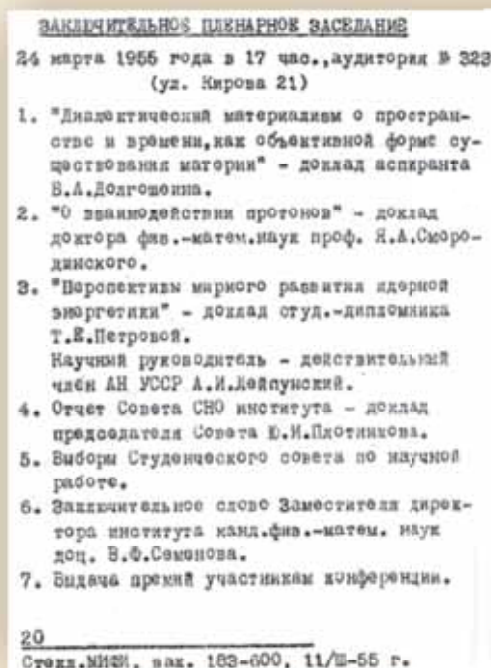 ЗАКЛЮЧИТЕЛЬНОЕ ПЛЕНАРНОЕ ЗАСЕДАНИЕ
24 марта 1955 года в 17 час.,аудитория № 323
(ул. Кирова 21)
1. "Диалектический материализм о простран-
стве и времени,как объективной форме су-
ществования материи" - доклад аспиранта
В.А.Долгошеина.
2. "О взаимодействии протонов" - доклад
доктора физ.-матем.наук проф. Я.А.Сморо-
динского.
3. "Перспективы мирного развития ядерной
энергетики" - доклад студ.-дипломника
Т.Е.Петровой.
Научный руководитель - действительный
член АН УССР А.И.Лейпунский.
4. Отчет Совета СНО института - доклад
председателя Совета Ю.И.Плотникова.
5. Выборы Студенческого совета по научной
работе.
6. Заключительное слово Заместителя дирек-
тора института канд.физ.-матем. наук
доц. В.Ф.Семенова.
7. Выдача премий участникам конференции.
20
Стекл.МИФИ, зак. 183-600, 11/Ш-55 г.